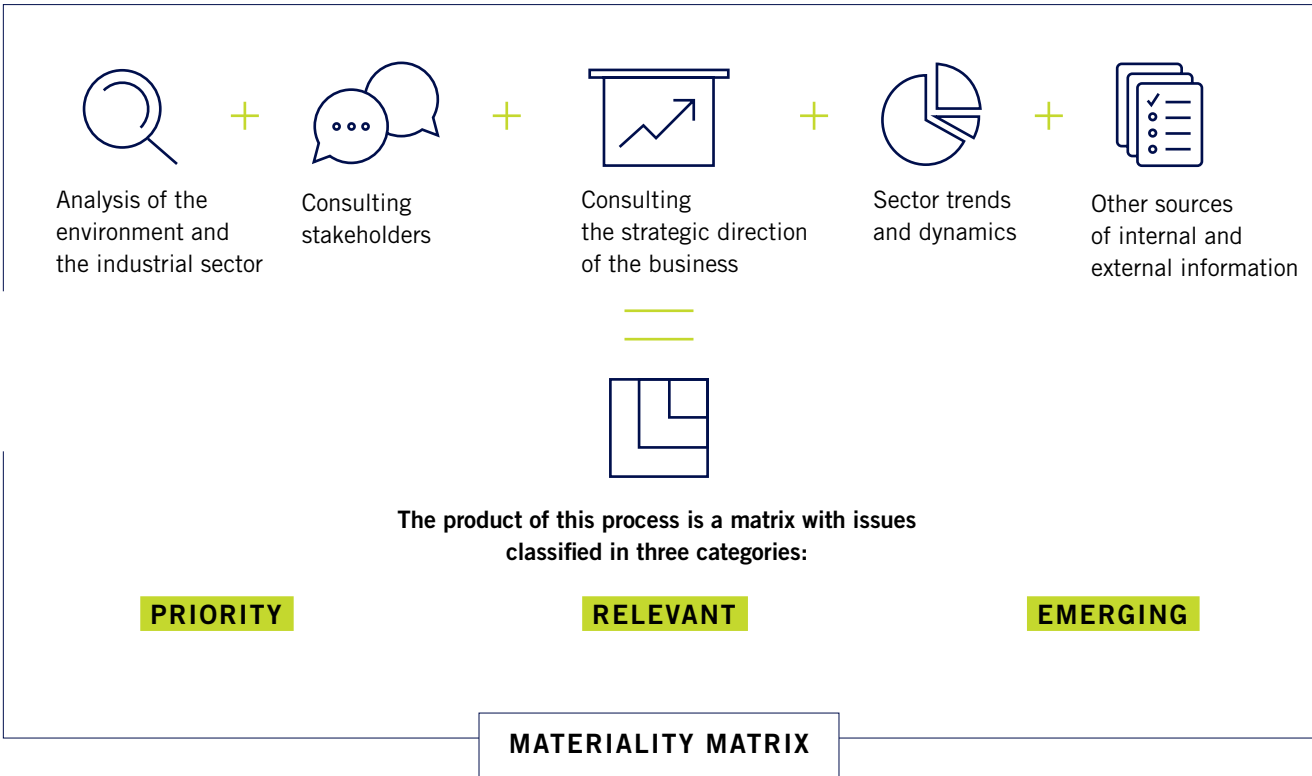 Analysis of the
environment and
the industrial sector
Consulting
stakeholders
Consulting
the strategic direction
of the business
Sector trends
and dynamics
Other sources
of internal and
external information
The product of this process is a matrix with issues
classified in three categories:
PRIORITY
RELEVANT
EMERGING
MATERIALITY MATRIX